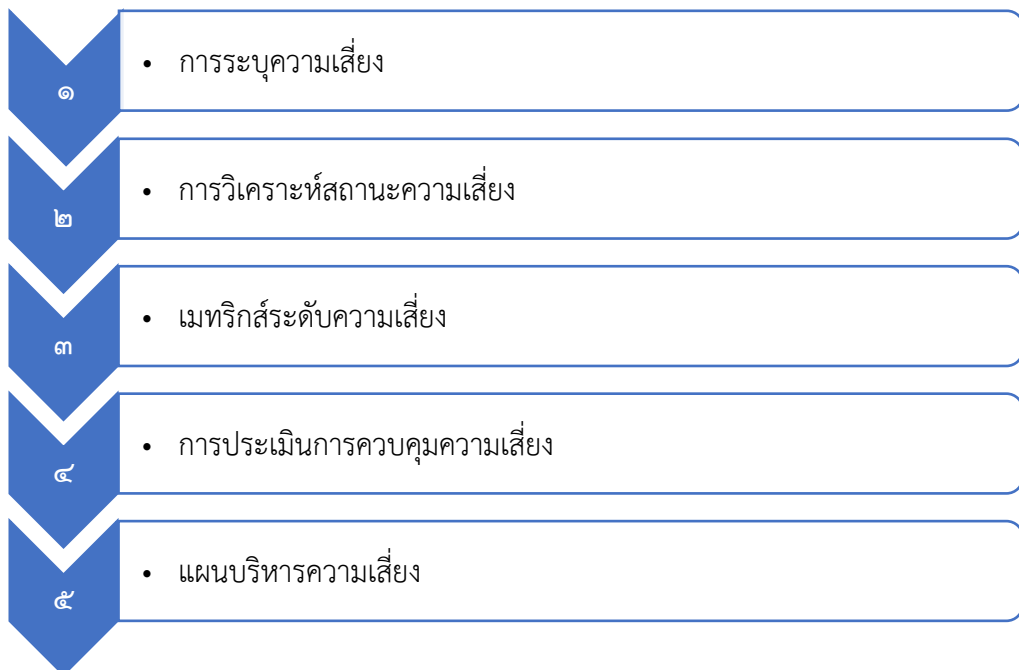 ๑
• การระบุความเสี่ยง
๒
• การวิเคราะห์สถานะความเสี่ยง
๓
• เมทริกส์ระดับความเสี่ยง
๔
• การประเมินการควบคุมความเสี่ยง
๕
• แผนบริหารความเสี่ยง